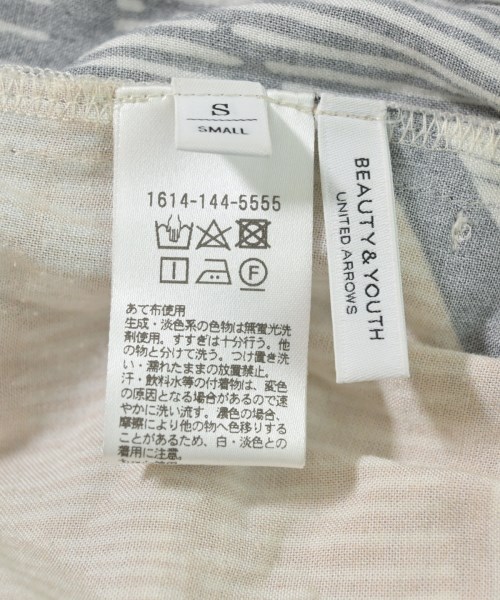 S
SMALL
1614-144-5555
F
あて布使用
生成・淡色系の色物は無蛍光洗
剤使用。すすぎは十分行う。他
の物と分けて洗う。つけ置き洗
い・濡れたままの放置禁止。
汗・飲料水等の付着物は、変色
の原因となる場合があるので速
やかに洗い流す。濃色の場合、
摩擦により他の物へ色移りする
ことがあるため、白・淡色との
着用に注意。
BEAUTY & YOUTH
UNITED ARROWS